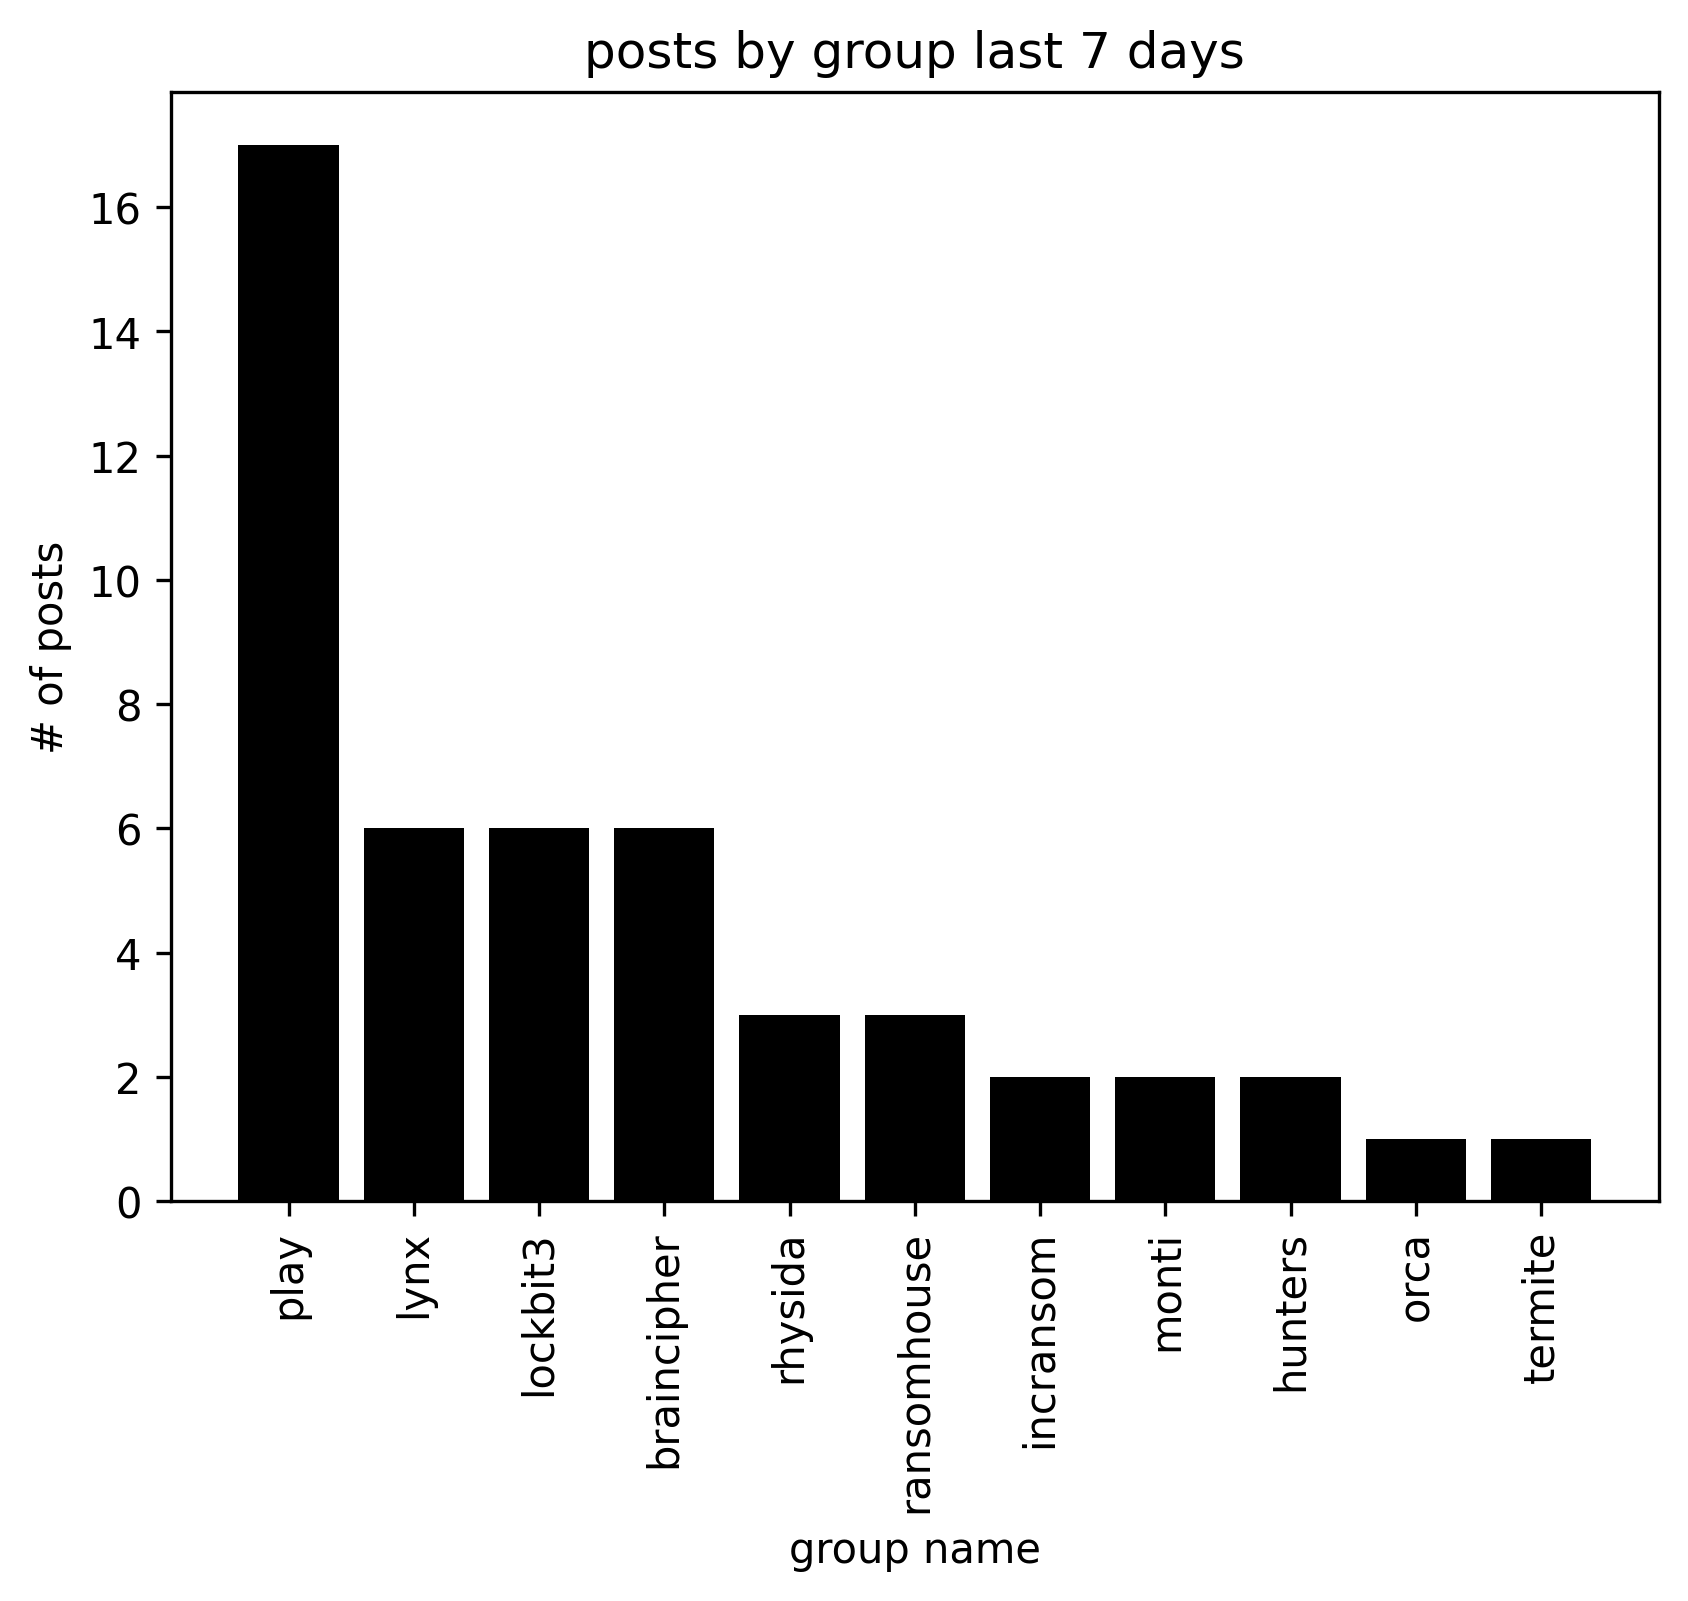 posts by group last 7 days
# of posts
16
14
12
10
8
6
4
2
0
play
lynx
lockbit3
braincipher
rhysida
ransomhouse
incransom
monti
hunters
orca
termite
group name